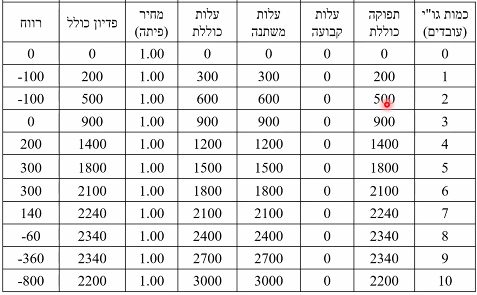 כמות גו"י (עובדים) תפוקה כוללת עלות קבועה עלות משתנה עלות כוללת מחיר (פיתה) פדיון כולל רווח
0 0 0 0 0 1.00 0 0
1 200 0 300 300 1.00 200 -100
2 500 0 600 600 1.00 500 -100
3 900 0 900 900 1.00 900 0
4 1400 0 1200 1200 1.00 1400 200
5 1800 0 1500 1500 1.00 1800 300
6 2100 0 1800 1800 1.00 2100 300
7 2240 0 2100 2100 1.00 2240 140
8 2340 0 2400 2400 1.00 2340 -60
9 2340 0 2700 2700 1.00 2340 -360
10 2200 0 3000 3000 1.00 2200 -800